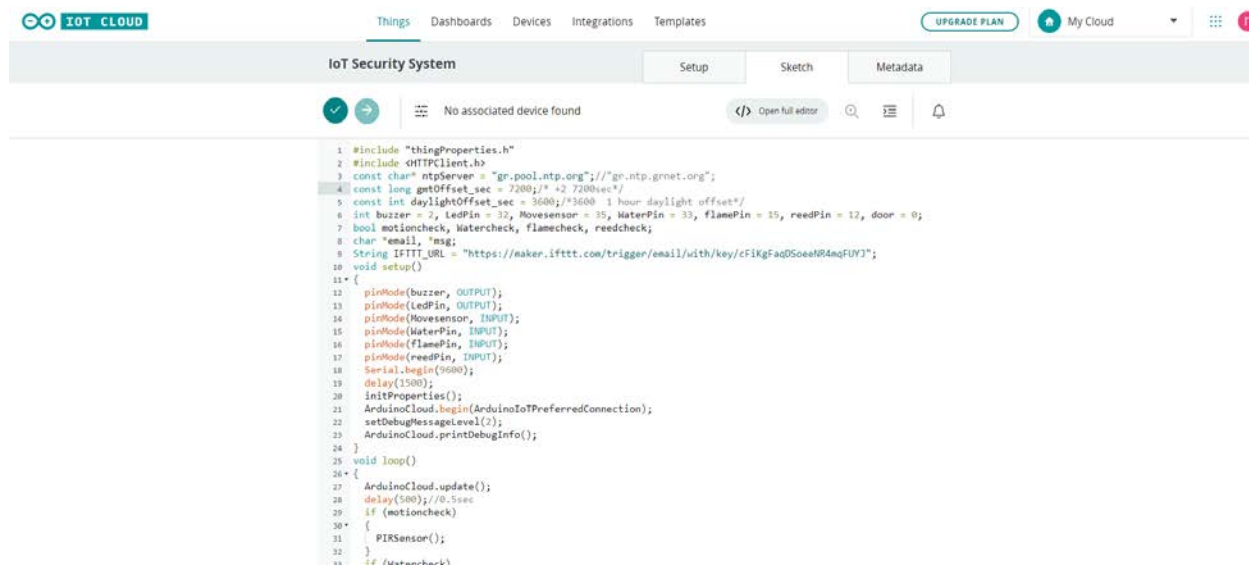 IOT CLOUD
Things Dashboards Devices Integrations Templates
UPGRADE PLAN
My Cloud
IoT Security System
Setup Sketch Metadata
No associated device found
</> Open full editor
1 #include "thingProperties.h"
2 #include <HTTPClient.h>
3 const char* ntpServer = "gr.pool.ntp.org";//"gr.ntp.grnet.org";
4 const long gmtOffset_sec = 7200;/* +2 7200sec*/
5 const int daylightOffset_sec = 3600;/*3600 1 hour daylight offset*/
6 int buzzer = 2, LedPin = 32, Movesensor = 35, WaterPin = 33, flamePin = 15, reedPin = 12, door = 0;
7 bool motioncheck, Watercheck, flamecheck, reedcheck;
8 char *email, *msg;
9 String IFTTT_URL = "https://maker.ifttt.com/trigger/email/with/key/cFiKgFaqDSoeeNR4mqFUYJ";
10 void setup()
11 {
12 pinMode(buzzer, OUTPUT);
13 pinMode(LedPin, OUTPUT);
14 pinMode(Movesensor, INPUT);
15 pinMode(WaterPin, INPUT);
16 pinMode(flamePin, INPUT);
17 pinMode(reedPin, INPUT);
18 Serial.begin(9600);
19 delay(1500);
20 initProperties();
21 ArduinoCloud.begin(ArduinoIoTPreferredConnection);
22 setDebugMessageLevel(2);
23 ArduinoCloud.printDebugInfo();
24 }
25 void loop()
26 {
27 ArduinoCloud.update();
28 delay(500);//0.5sec
29 if (motioncheck)
30 {
31 PIRSensor();
32 }
33 if (Watercheck)